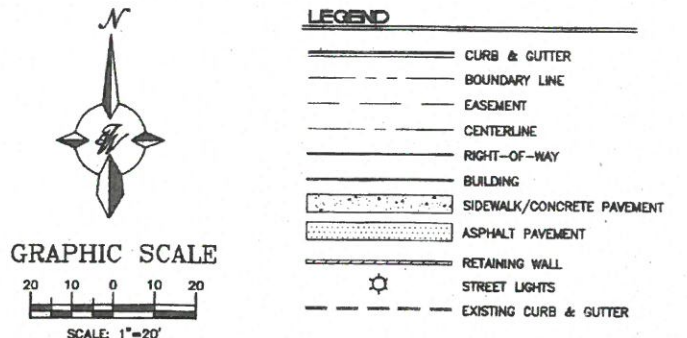 N
GRAPHIC SCALE
20 10 0 10 20
SCALE: 1"=20'
LEGEND
CURB & GUTTER
BOUNDARY LINE
EASEMENT
CENTERLINE
RIGHT-OF-WAY
BUILDING
SIDEWALK/CONCRETE PAVEMENT
ASPHALT PAVEMENT
RETAINING WALL
STREET LIGHTS
EXISTING CURB & GUTTER